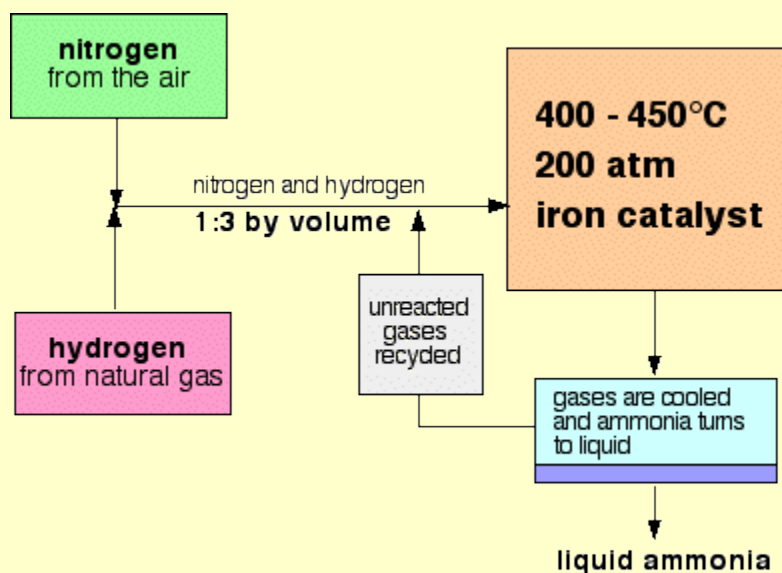 nitrogen
from the air
400 - 450°C
200 atm
iron catalyst
nitrogen and hydrogen
1:3 by volume
unreacted
gases
recycled
hydrogen
from natural gas
gases are cooled
and ammonia turns
to liquid
liquid ammonia